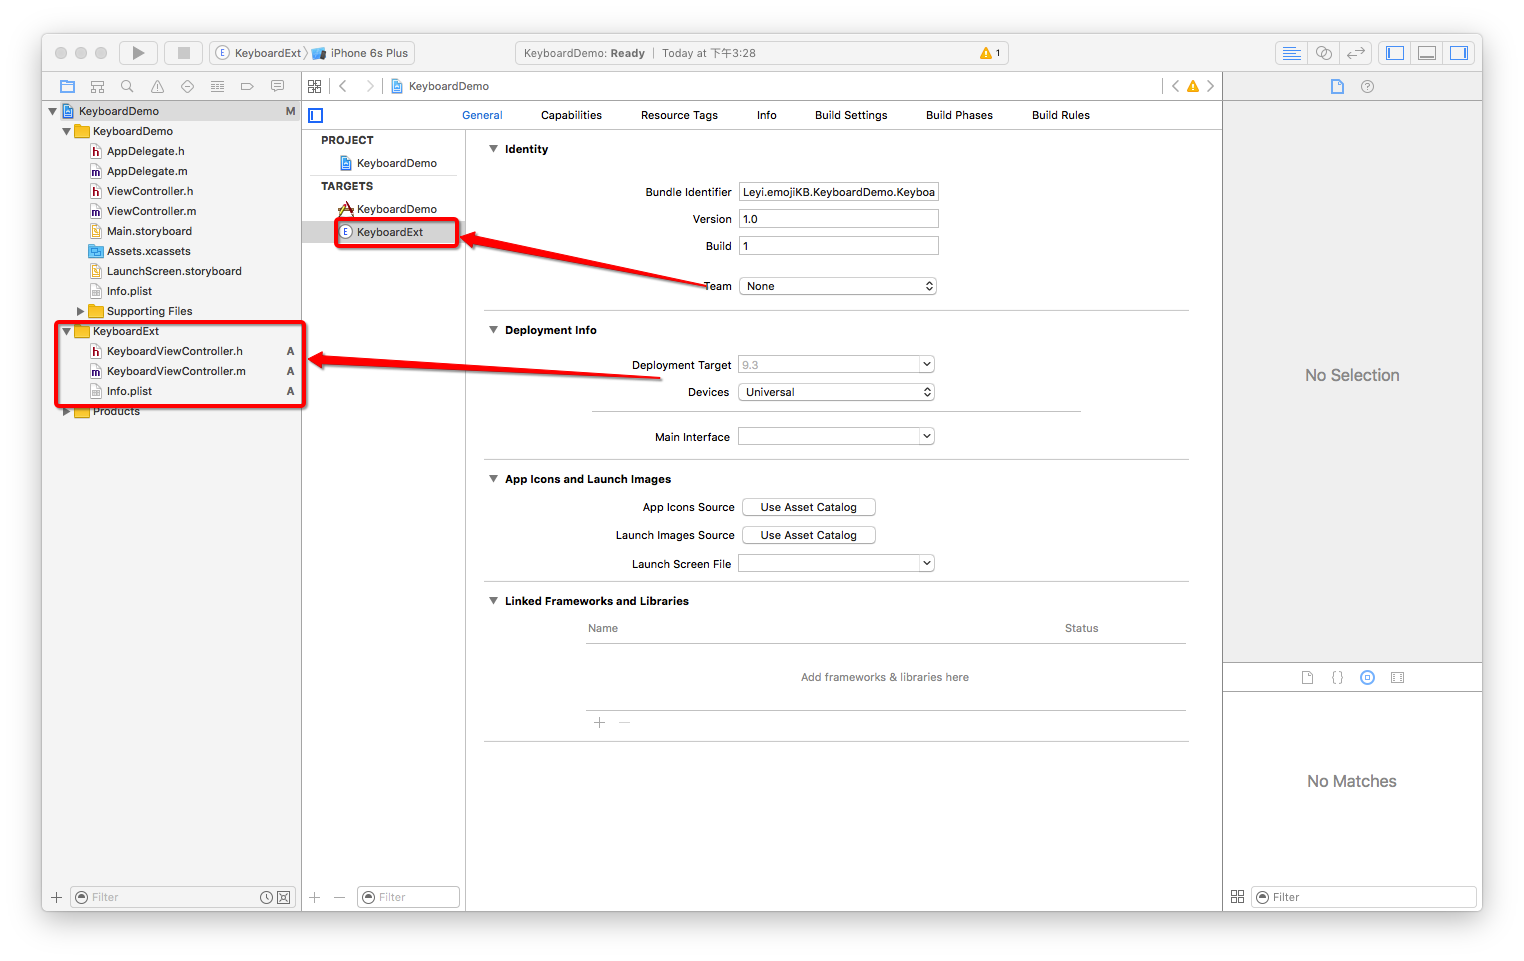 KeyboardExt iPhone 6s Plus
KeyboardDemo: Ready Today at 下午3:28 1
KeyboardDemo M
KeyboardDemo
AppDelegate.h
AppDelegate.m
ViewController.h
ViewController.m
Main.storyboard
Assets.xcassets
LaunchScreen.storyboard
Info.plist
Supporting Files
KeyboardExt
KeyboardViewController.h A
KeyboardViewController.m A
Info.plist A
Products
Filter
KeyboardDemo
General Capabilities Resource Tags Info Build Settings Build Phases Build Rules
PROJECT
KeyboardDemo
TARGETS
KeyboardDemo
KeyboardExt
Filter
Identity
Bundle Identifier Leyi.emojiKB.KeyboardDemo.Keyboa
Version 1.0
Build 1
Team None
Deployment Info
Deployment Target 9.3
Devices Universal
Main Interface
App Icons and Launch Images
App Icons Source Use Asset Catalog
Launch Images Source Use Asset Catalog
Launch Screen File
Linked Frameworks and Libraries
Name Status
Add frameworks & libraries here
No Selection
No Matches
Filter